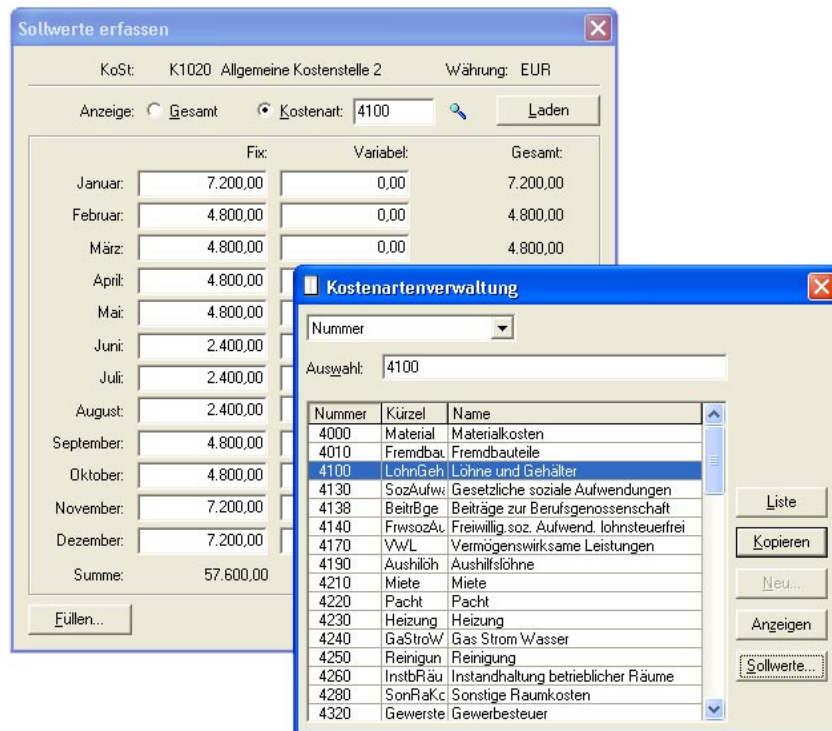 Sollwerte erfassen
KoSt: K1020 Allgemeine Kostenstelle 2 Währung: EUR
Anzeige: Gesamt Kostenart: 4100 Laden
Fix: Variabel: Gesamt:
Januar: 7.200,00 0,00 7.200,00
Februar: 4.800,00 0,00 4.800,00
März: 4.800,00 0,00 4.800,00
April: 4.800,00
Mai: 4.800,00
Juni: 2.400,00
Juli: 2.400,00
August: 2.400,00
September: 4.800,00
Oktober: 4.800,00
November: 7.200,00
Dezember: 7.200,00
Summe: 57.600,00
Füllen...
Kostenartenverwaltung
Nummer
Auswahl: 4100
Nummer Kürzel Name
4000 Material Materialkosten
4010 Fremdbau Fremdbauteile
4100 LohnGeh Löhne und Gehälter
4130 SozAufwa Gesetzliche soziale Aufwendungen
4138 BeitrBge Beiträge zur Berufsgenossenschaft
4140 FrwsozAu Freiwillig.soz. Aufwend. lohnsteuerfrei
4170 VWL Vermögenswirksame Leistungen
4190 Aushilöh Aushilfslöhne
4210 Miete Miete
4220 Pacht Pacht
4230 Heizung Heizung
4240 GaStroW Gas Strom Wasser
4250 Reinigun Reinigung
4260 InstbRäu Instandhaltung betrieblicher Räume
4280 SonRaKo Sonstige Raumkosten
4320 Gewerste Gewerbesteuer
Liste
Kopieren
Neu...
Anzeigen
Sollwerte...